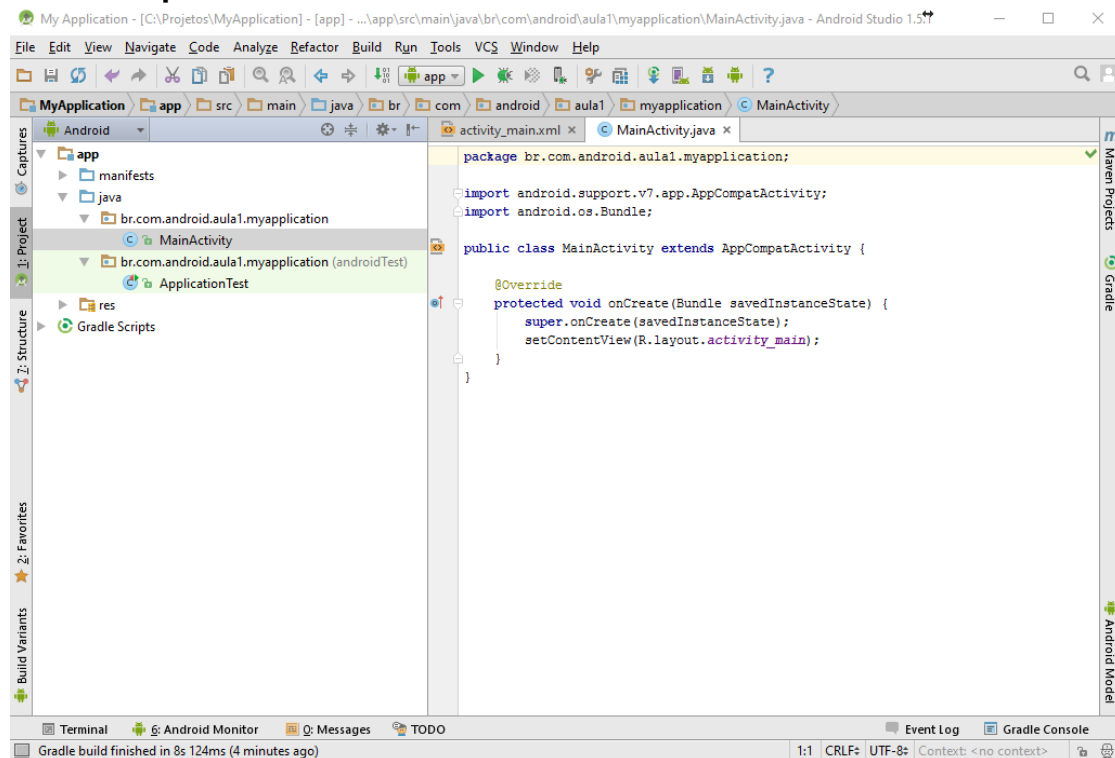 My Application - [C:\Projetos\MyApplication] - [app] - ...\app\src\main\java\br\com\android\aula1\myapplication\MainActivity.java - Android Studio 1.5.1
File Edit View Navigate Code Analyze Refactor Build Run Tools VCS Window Help
app
MyApplication app src main java br com android aula1 myapplication MainActivity
Android
activity_main.xml MainActivity.java
app
manifests
java
br.com.android.aula1.myapplication
MainActivity
br.com.android.aula1.myapplication (androidTest)
ApplicationTest
res
Gradle Scripts
package br.com.android.aula1.myapplication;
import android.support.v7.app.AppCompatActivity;
import android.os.Bundle;
public class MainActivity extends AppCompatActivity {
@Override
protected void onCreate(Bundle savedInstanceState) {
super.onCreate(savedInstanceState);
setContentView(R.layout.activity_main);
}
}
Captures
1: Project
7: Structure
2: Favorites
Build Variants
Maven Projects
Gradle
Android Model
Terminal 6: Android Monitor 0: Messages TODO Event Log Gradle Console
Gradle build finished in 8s 124ms (4 minutes ago) 1:1 CRLF UTF-8 Context: <no context>